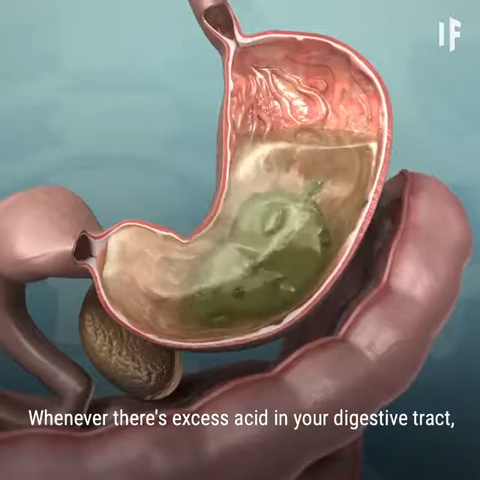 IF
Whenever there's excess acid in your digestive tract,